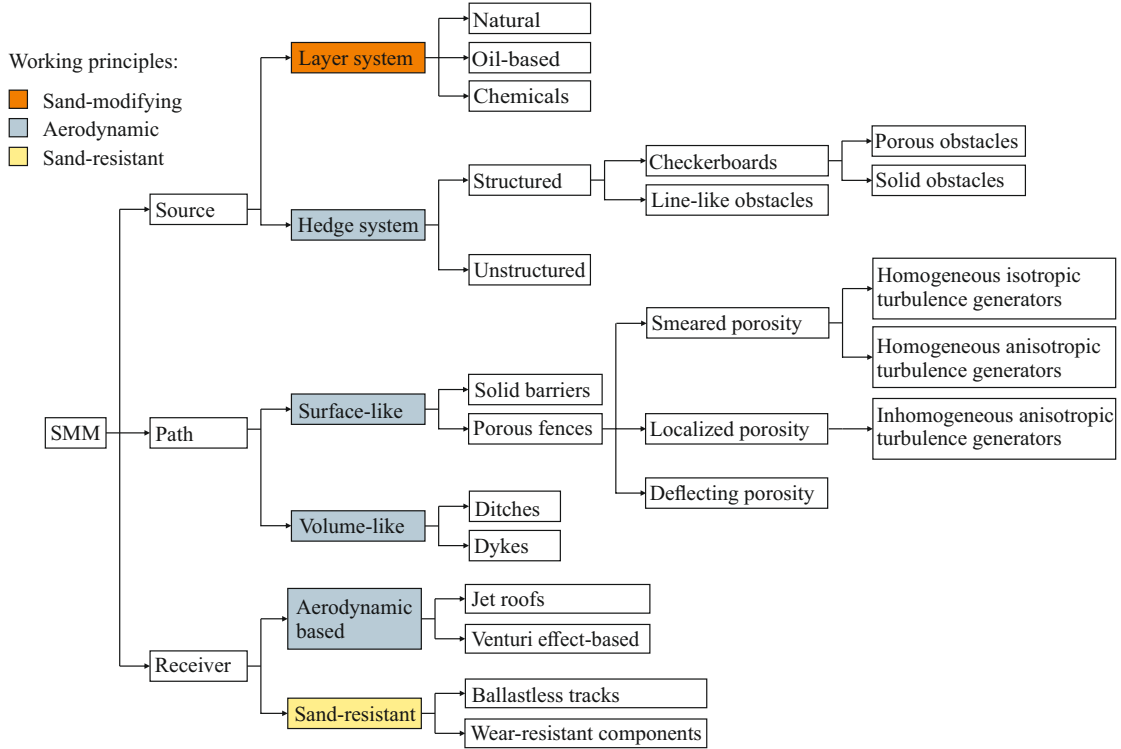 Working principles:
Sand-modifying
Aerodynamic
Sand-resistant
SMM
Source
Layer system
Natural
Oil-based
Chemicals
Hedge system
Structured
Checkerboards
Porous obstacles
Solid obstacles
Line-like obstacles
Unstructured
Path
Surface-like
Solid barriers
Porous fences
Smeared porosity
Homogeneous isotropic
turbulence generators
Homogeneous anisotropic
turbulence generators
Localized porosity
Inhomogeneous anisotropic
turbulence generators
Deflecting porosity
Volume-like
Ditches
Dykes
Receiver
Aerodynamic
based
Jet roofs
Venturi effect-based
Sand-resistant
Ballastless tracks
Wear-resistant components